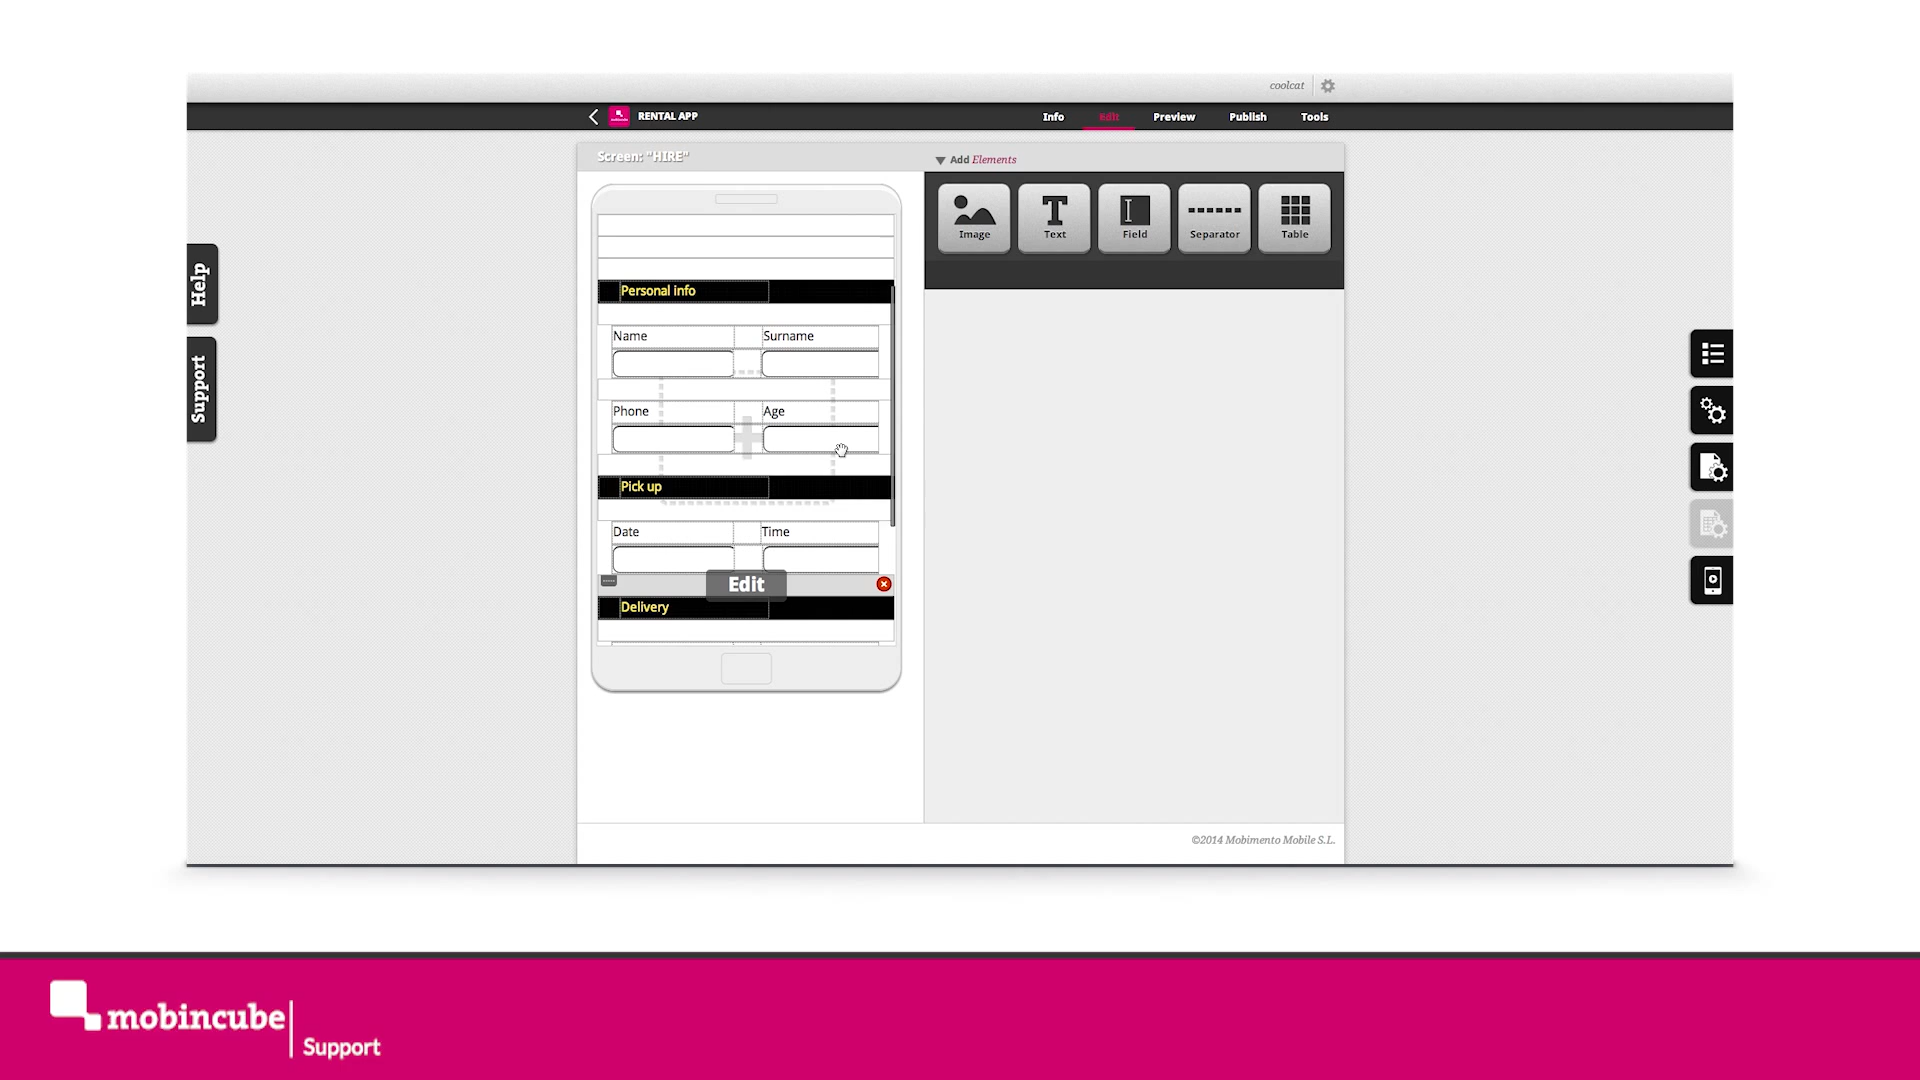 coolcat
RENTAL APP
Info
Edit
Preview
Publish
Tools
Screen: "HIRE"
Add Elements
Image
Text
Field
Separator
Table
Help
Support
Personal info
Name
Surname
Phone
Age
Pick up
Date
Time
Edit
Delivery
©2014 Mobimento Mobile S.L.
mobincube
Support